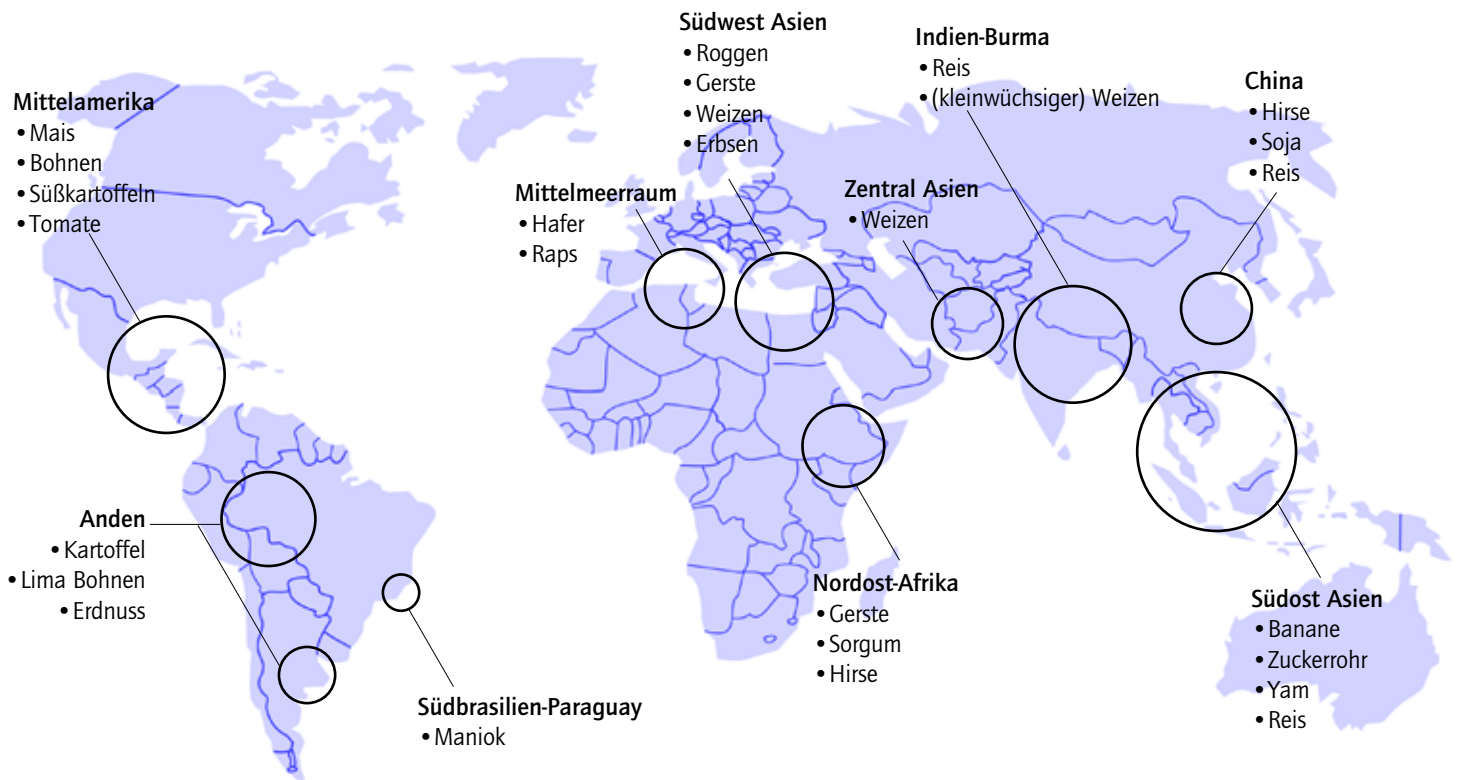 Mittelamerika
• Mais
• Bohnen
• Süßkartoffeln
• Tomate
Südwest Asien
• Roggen
• Gerste
• Weizen
• Erbsen
Indien-Burma
• Reis
• (kleinwüchsiger) Weizen
China
• Hirse
• Soja
• Reis
Mittelmeerraum
• Hafer
• Raps
Zentral Asien
• Weizen
Anden
• Kartoffel
• Lima Bohnen
• Erdnuss
Südbrasilien-Paraguay
• Maniok
Nordost-Afrika
• Gerste
• Sorgum
• Hirse
Südost Asien
• Banane
• Zuckerrohr
• Yam
• Reis